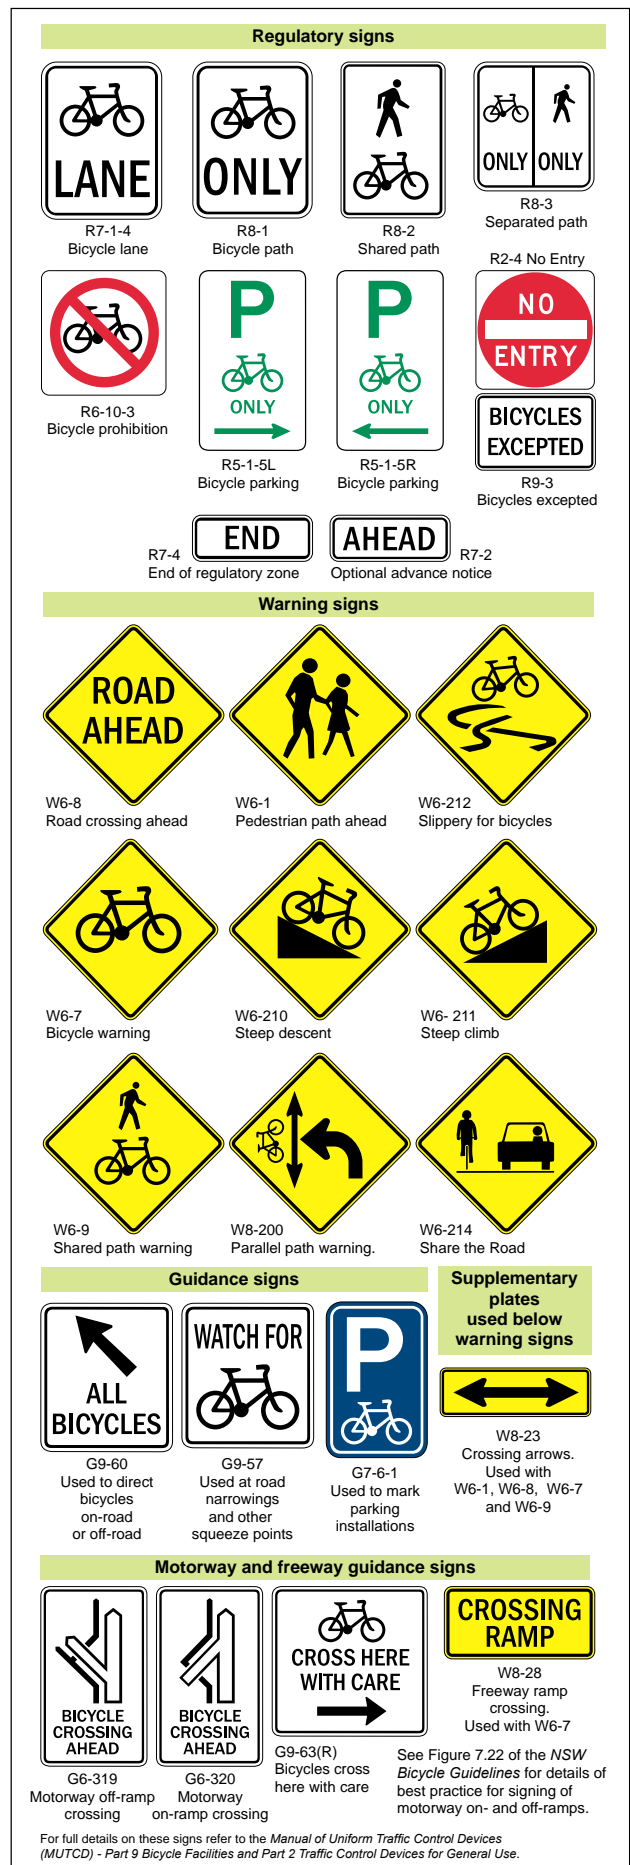 Regulatory signs
LANE
R7-1-4
Bicycle lane
ONLY
R8-1
Bicycle path
R8-2
Shared path
ONLY ONLY
R8-3
Separated path
R6-10-3
Bicycle prohibition
P
ONLY
R5-1-5L
Bicycle parking
P
ONLY
R5-1-5R
Bicycle parking
R2-4 No Entry
NO
ENTRY
BICYCLES
EXCEPTED
R9-3
Bicycles excepted
END
R7-4
End of regulatory zone
AHEAD
R7-2
Optional advance notice
Warning signs
ROAD
AHEAD
W6-8
Road crossing ahead
W6-1
Pedestrian path ahead
W6-212
Slippery for bicycles
W6-7
Bicycle warning
W6-210
Steep descent
W6- 211
Steep climb
W6-9
Shared path warning
W8-200
Parallel path warning.
W6-214
Share the Road
Guidance signs
ALL
BICYCLES
G9-60
Used to direct
bicycles
on-road
or off-road
WATCH FOR
G9-57
Used at road
narrowings
and other
squeeze points
P
G7-6-1
Used to mark
parking
installations
Supplementary
plates
used below
warning signs
W8-23
Crossing arrows.
Used with
W6-1, W6-8, W6-7
and W6-9
Motorway and freeway guidance signs
BICYCLE
CROSSING
AHEAD
G6-319
Motorway off-ramp
crossing
BICYCLE
CROSSING
AHEAD
G6-320
Motorway
on-ramp crossing
CROSS HERE
WITH CARE
G9-63(R)
Bicycles cross
here with care
CROSSING
RAMP
W8-28
Freeway ramp
crossing.
Used with W6-7
See Figure 7.22 of the NSW
Bicycle Guidelines for details of
best practice for signing of
motorway on- and off-ramps.
For full details on these signs refer to the Manual of Uniform Traffic Control Devices
(MUTCD) - Part 9 Bicycle Facilities and Part 2 Traffic Control Devices for General Use.